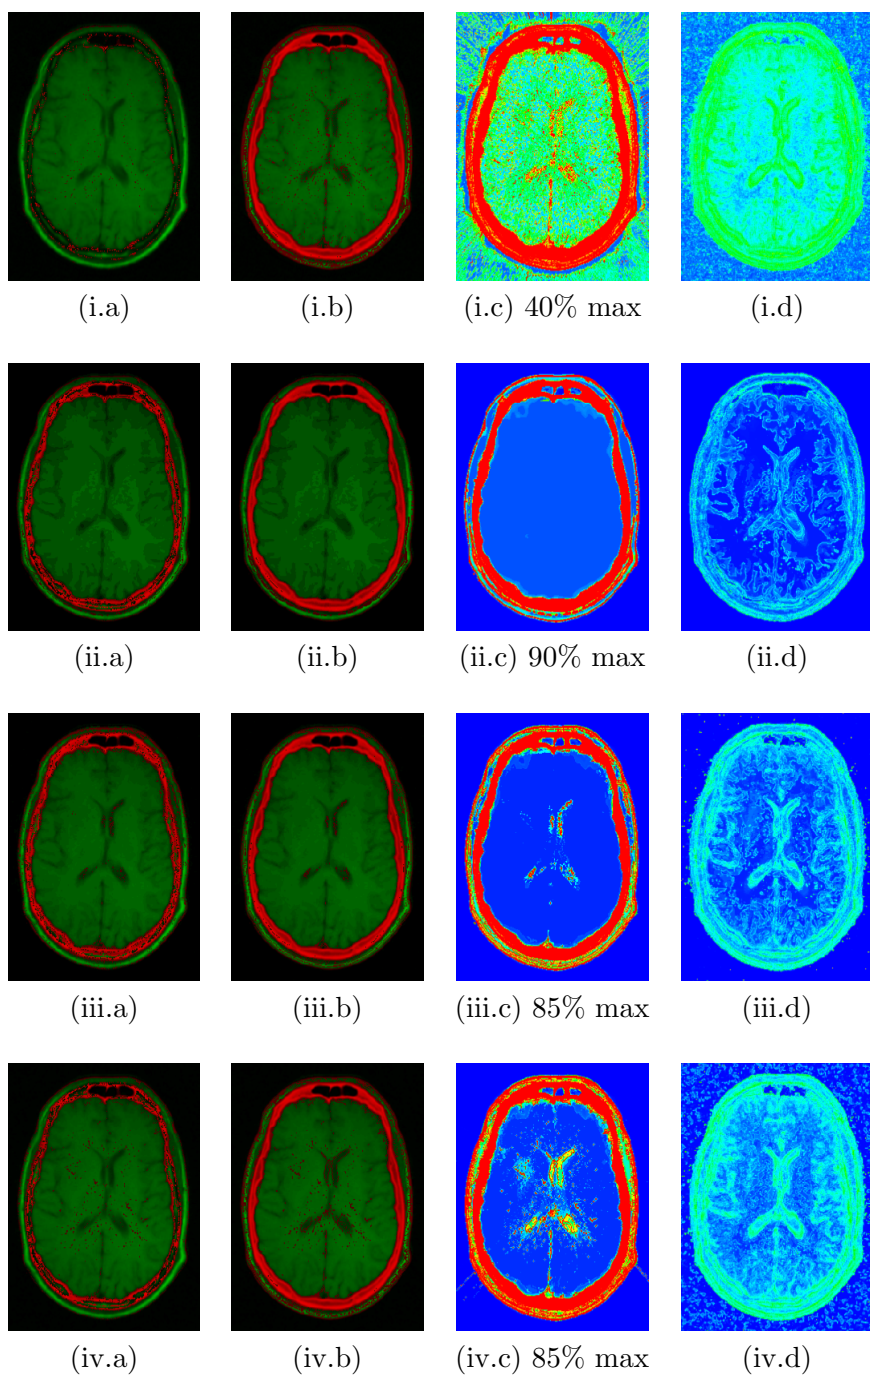 (i.a) (i.b) (i.c) 40% max (i.d)
(ii.a) (ii.b) (ii.c) 90% max (ii.d)
(iii.a) (iii.b) (iii.c) 85% max (iii.d)
(iv.a) (iv.b) (iv.c) 85% max (iv.d)